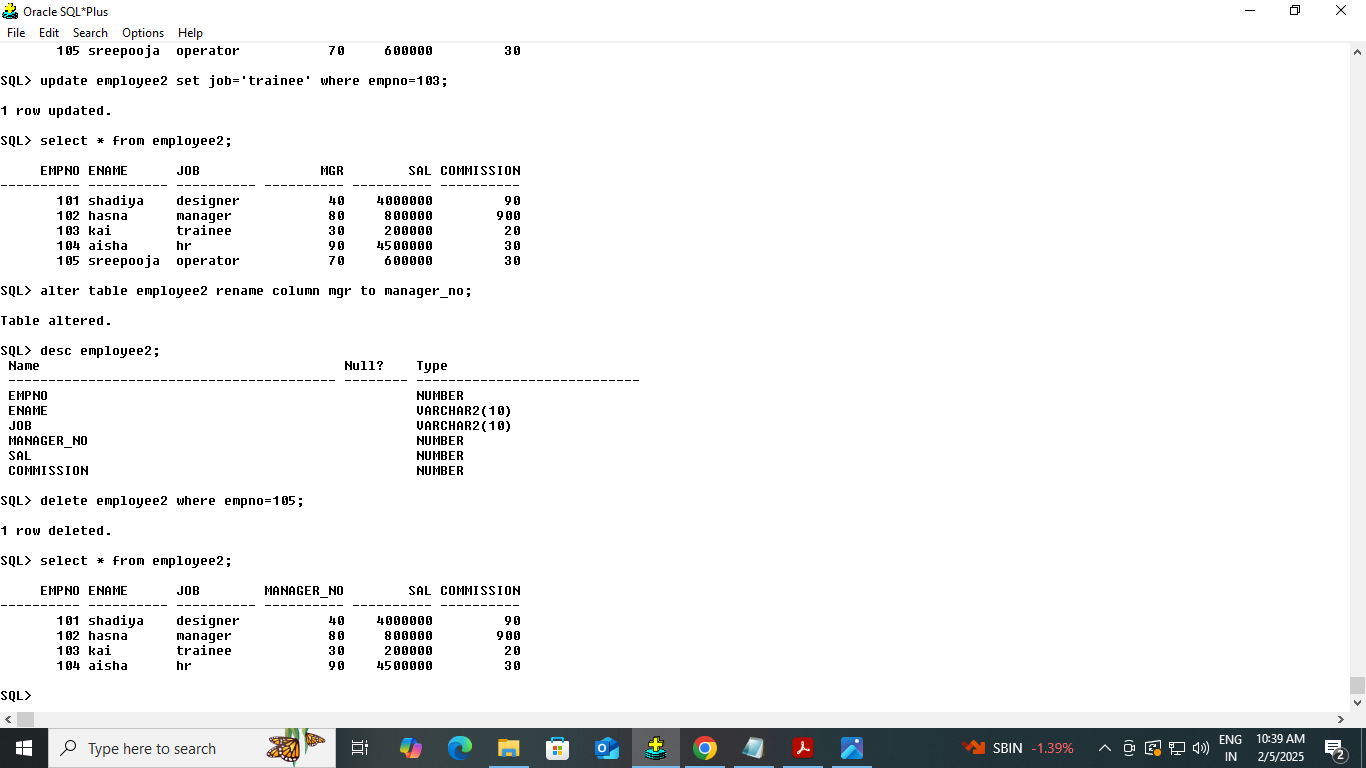 Oracle SQL*Plus
File Edit Search Options Help
105 sreepooja operator 70 600000 30
SQL> update employee2 set job='trainee' where empno=103;
1 row updated.
SQL> select * from employee2;
EMPNO ENAME JOB MGR SAL COMMISSION
---------- ---------- ---------- ---------- ---------- ----------
101 shadiya designer 40 4000000 90
102 hasna manager 80 800000 900
103 kai trainee 30 200000 20
104 aisha hr 90 4500000 30
105 sreepooja operator 70 600000 30
SQL> alter table employee2 rename column mgr to manager_no;
Table altered.
SQL> desc employee2;
Name Null? Type
----------------------------------------- -------- ----------------------------
EMPNO NUMBER
ENAME VARCHAR2(10)
JOB VARCHAR2(10)
MANAGER_NO NUMBER
SAL NUMBER
COMMISSION NUMBER
SQL> delete employee2 where empno=105;
1 row deleted.
SQL> select * from employee2;
EMPNO ENAME JOB MANAGER_NO SAL COMMISSION
---------- ---------- ---------- ---------- ---------- ----------
101 shadiya designer 40 4000000 90
102 hasna manager 80 800000 900
103 kai trainee 30 200000 20
104 aisha hr 90 4500000 30
SQL>
Type here to search
SBIN -1.39%
ENG
IN
10:39 AM
2/5/2025
2